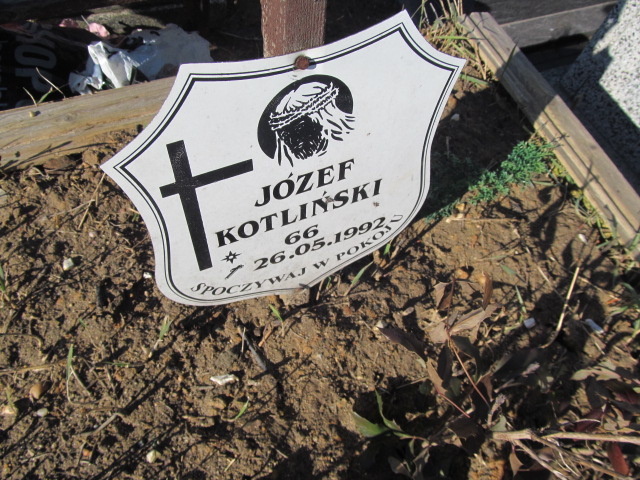 JÓZEF
KOTLIŃSKI
66
26.05.1992
SPOCZYWAJ W POKOJU